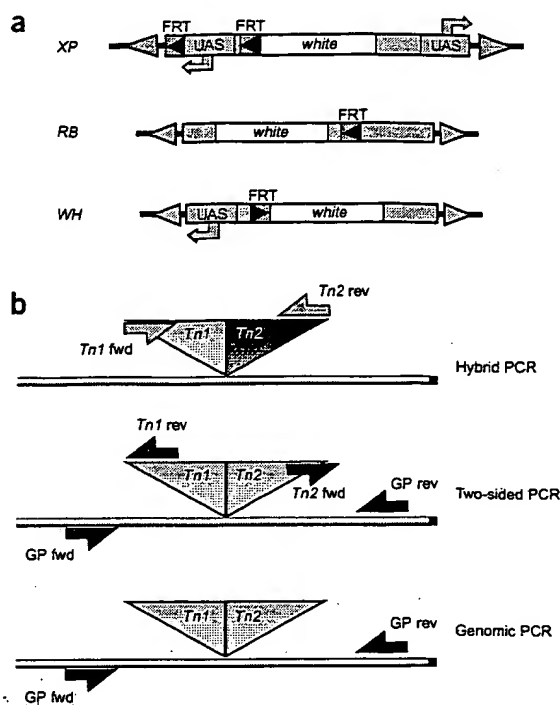 a
FRT FRT
XP UAS white UAS
FRT
RB white
FRT
WH UAS white
b
Tn2 rev
Tn1 Tn2
Tn1 fwd
Hybrid PCR
Tn1 rev
Tn1 Tn2
Tn2 fwd
GP rev
Two-sided PCR
GP fwd
Tn1 Tn2
GP rev
Genomic PCR
GP fwd